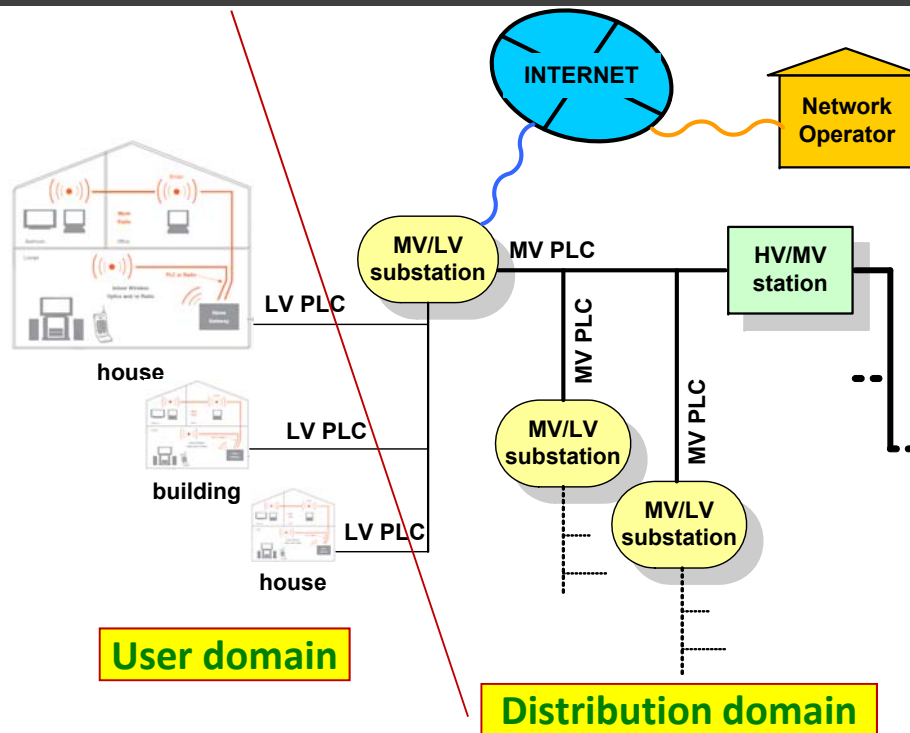 INTERNET
Network
Operator
MV/LV
substation
MV PLC
HV/MV
station
LV PLC
house
MV PLC
MV PLC
LV PLC
building
MV/LV
substation
MV/LV
substation
LV PLC
house
User domain
Distribution domain